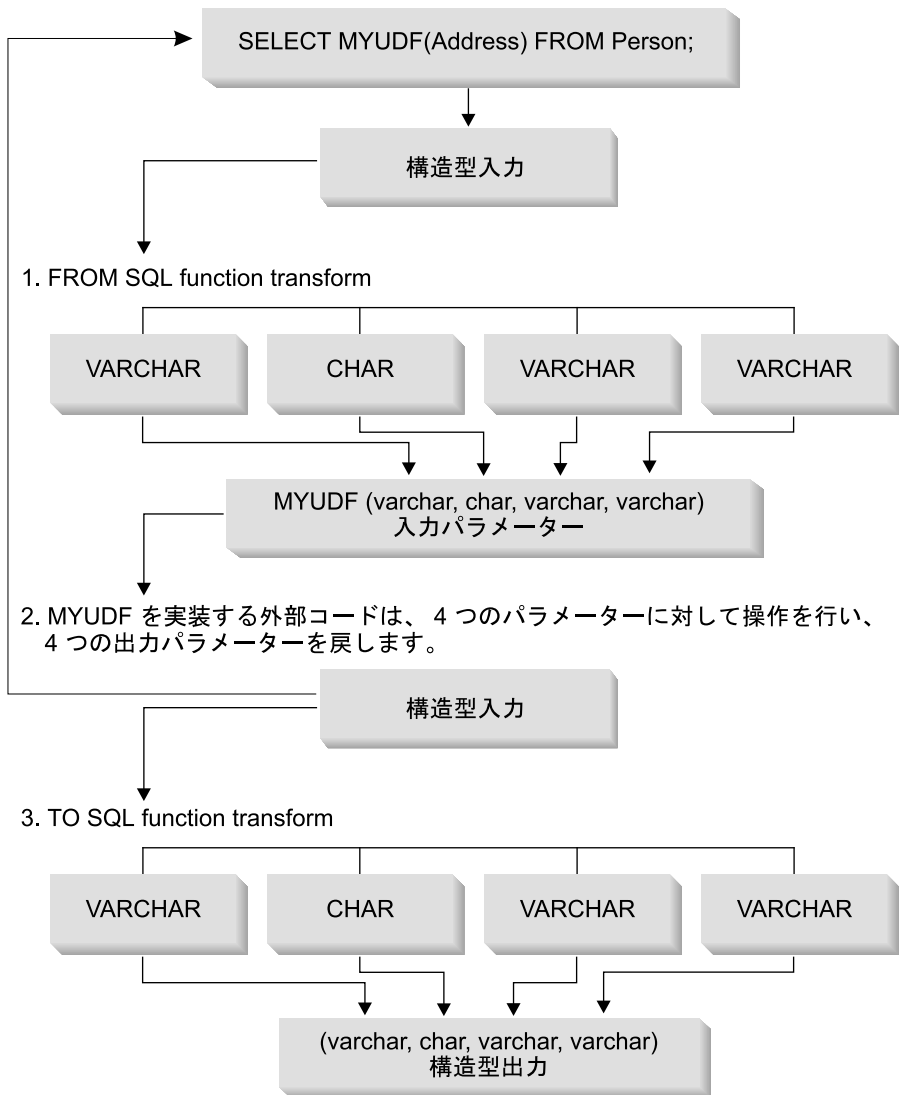 SELECT MYUDF(Address) FROM Person;
構造型入力
1. FROM SQL function transform
VARCHAR
CHAR
VARCHAR
VARCHAR
MYUDF (varchar, char, varchar, varchar)
入力パラメーター
2. MYUDF を実装する外部コードは、 4 つのパラメーターに対して操作を行い、
4 つの出力パラメーターを戻します。
構造型入力
3. TO SQL function transform
VARCHAR
CHAR
VARCHAR
VARCHAR
(varchar, char, varchar, varchar)
構造型出力